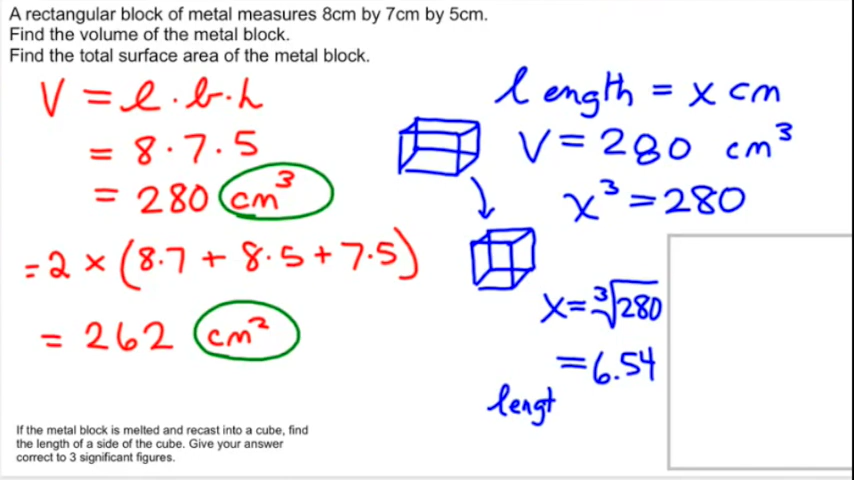 A rectangular block of metal measures 8cm by 7cm by 5cm.
Find the volume of the metal block.
Find the total surface area of the metal block.
V = l · b · h
= 8 · 7 · 5
= 280 cm³
= 2 × (8·7 + 8·5 + 7·5)
= 262 cm²
If the metal block is melted and recast into a cube, find
the length of a side of the cube. Give your answer
correct to 3 significant figures.
length = x cm
V = 280 cm³
x³ = 280
x = ∛280
= 6.54
lengt